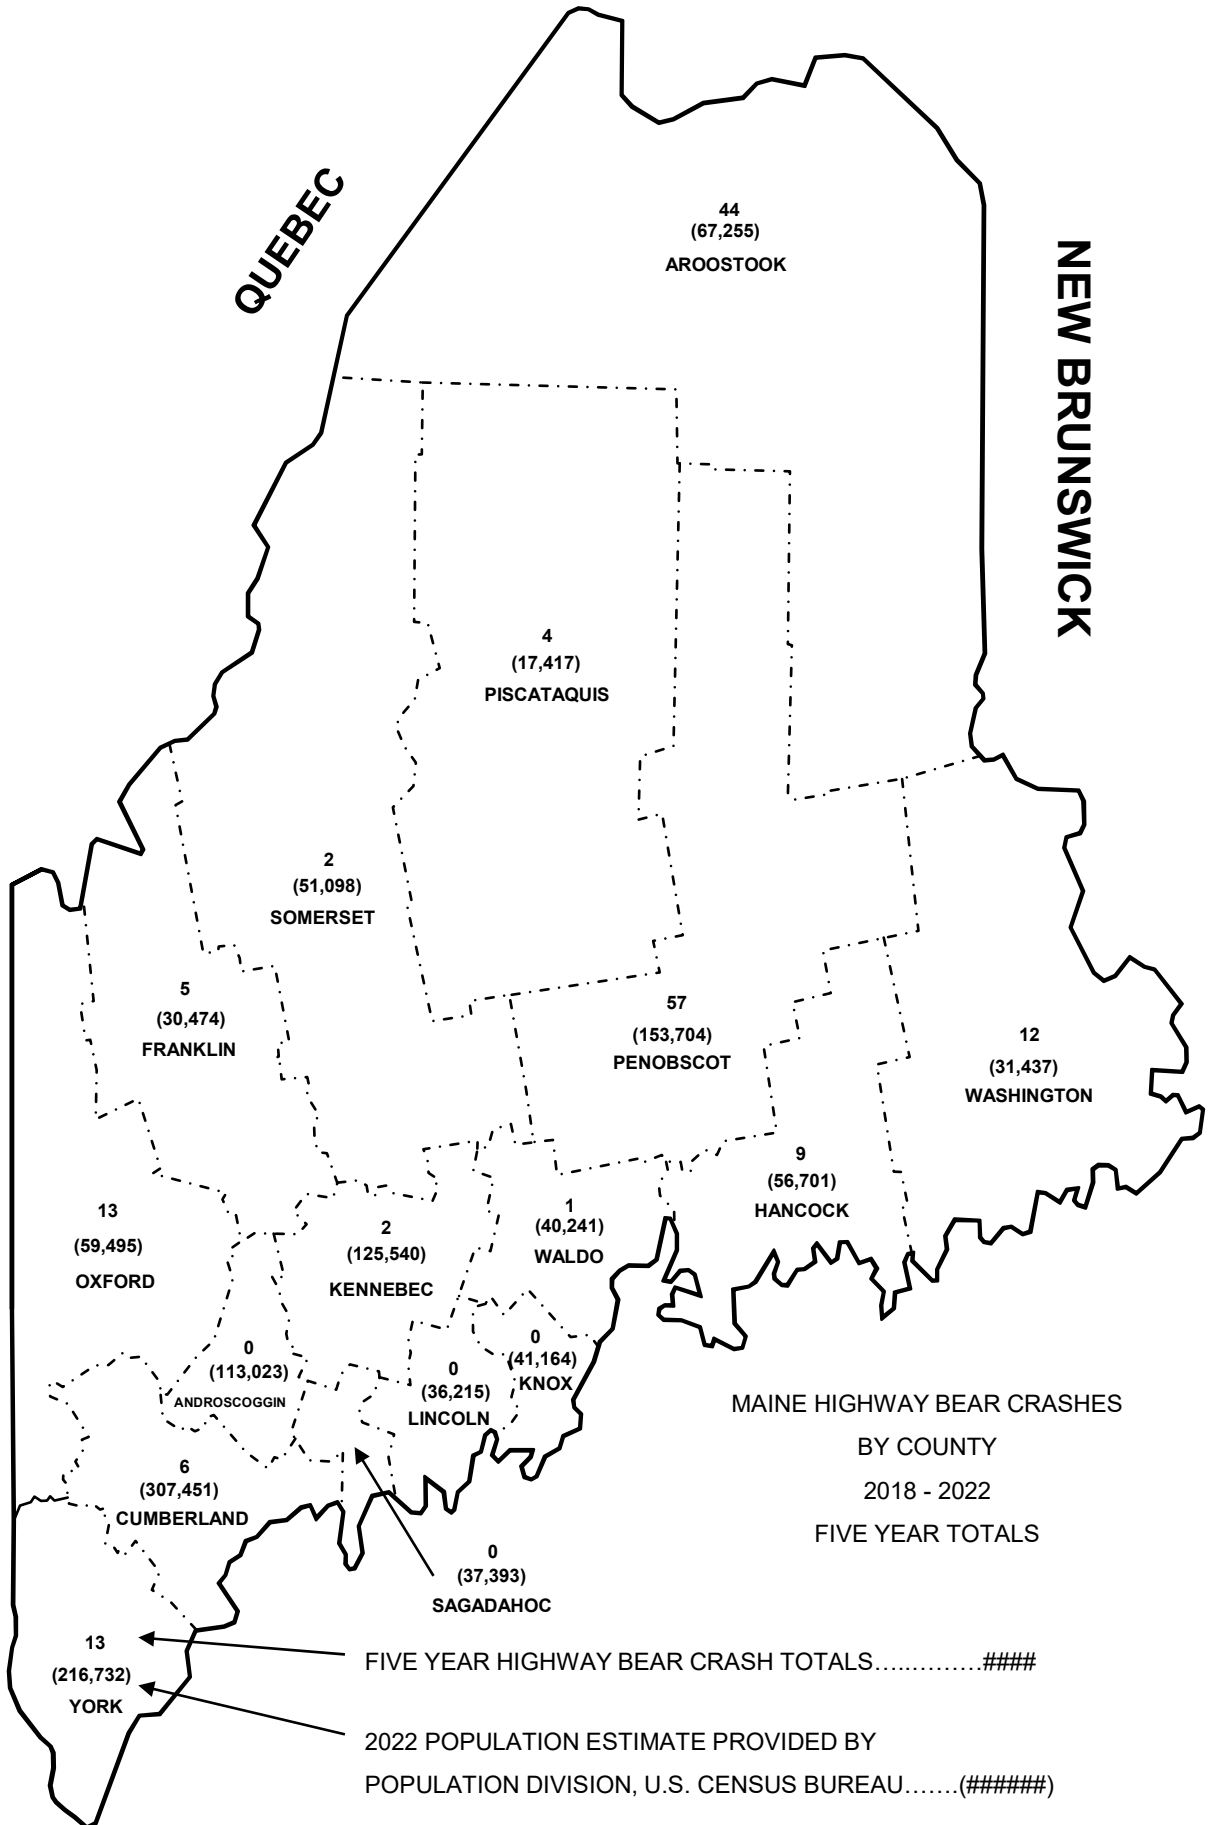 QUEBEC
44
(67,255)
AROOSTOOK
NEW BRUNSWICK
4
(17,417)
PISCATAQUIS
2
(51,098)
SOMERSET
5
(30,474)
FRANKLIN
57
(153,704)
PENOBSCOT
12
(31,437)
WASHINGTON
9
(56,701)
HANCOCK
13
(59,495)
OXFORD
2
(125,540)
KENNEBEC
1
(40,241)
WALDO
0
(113,023)
ANDROSCOGGIN
0
(36,215)
LINCOLN
0
(41,164)
KNOX
6
(307,451)
CUMBERLAND
0
(37,393)
SAGADAHOC
13
(216,732)
YORK
MAINE HIGHWAY BEAR CRASHES
BY COUNTY
2018 - 2022
FIVE YEAR TOTALS
FIVE YEAR HIGHWAY BEAR CRASH TOTALS…..………####
2022 POPULATION ESTIMATE PROVIDED BY
POPULATION DIVISION, U.S. CENSUS BUREAU…….(######)